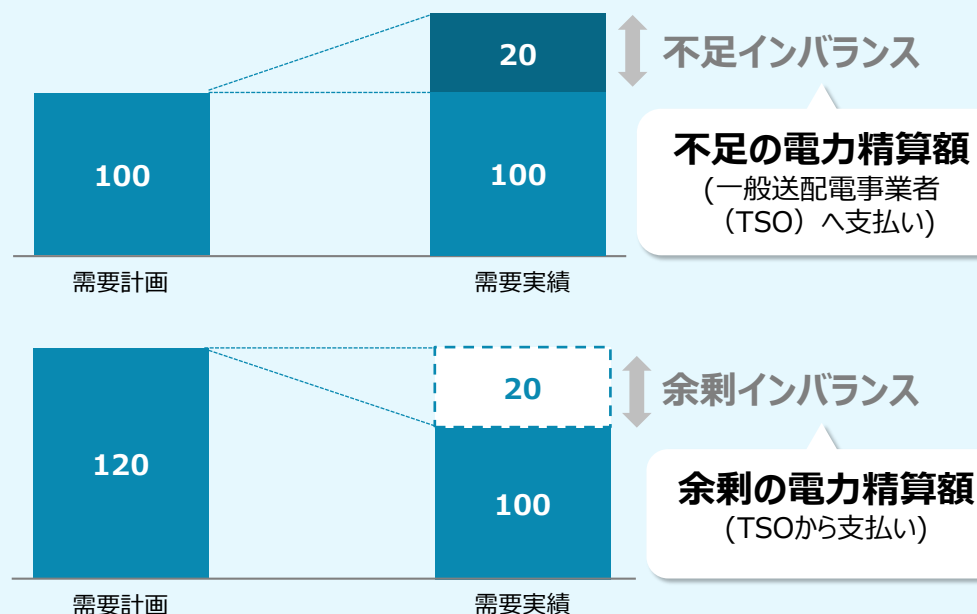 20
不足インバランス
100
100
不足の電力精算額
(一般送配電事業者
（TSO）へ支払い)
需要計画
需要実績
20
余剰インバランス
120
100
余剰の電力精算額
(TSOから支払い)
需要計画
需要実績